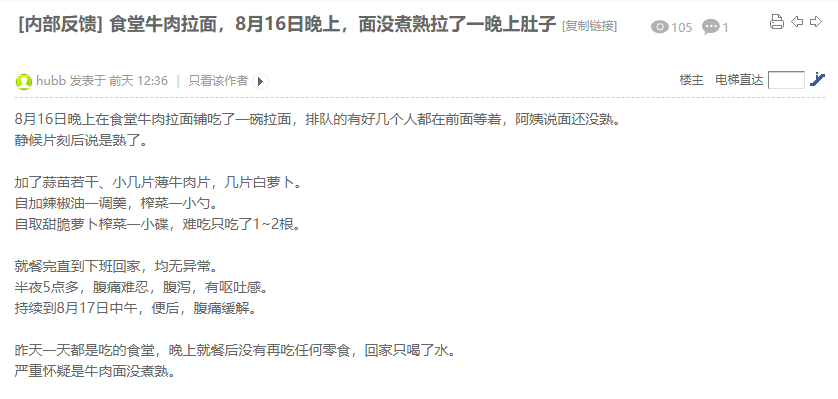 [内部反馈] 食堂牛肉拉面，8月16日晚上，面没煮熟拉了一晚上肚子 [复制链接]
105 1
hubb 发表于 前天 12:36 | 只看该作者
楼主 电梯直达
8月16日晚上在食堂牛肉拉面铺吃了一碗拉面，排队的有好几个人都在前面等着，阿姨说面还没熟。
静候片刻后说是熟了。
加了蒜苗若干、小几片薄牛肉片，几片白萝卜。
自加辣椒油一调羹，榨菜一小勺。
自取甜脆萝卜榨菜一小碟，难吃只吃了1~2根。
就餐完直到下班回家，均无异常。
半夜5点多，腹痛难忍，腹泻，有呕吐感。
持续到8月17日中午，便后，腹痛缓解。
昨天一天都是吃的食堂，晚上就餐后没有再吃任何零食，回家只喝了水。
严重怀疑是牛肉面没煮熟。